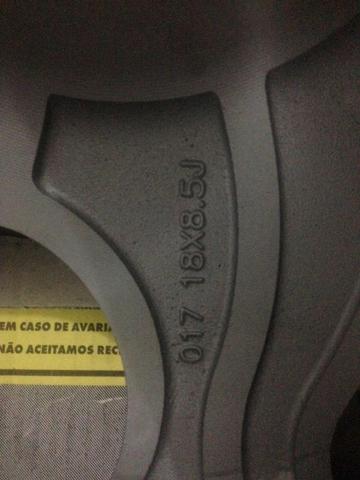 017 18X8.5J
EM CASO DE AVARIA
NÃO ACEITAMOS REC